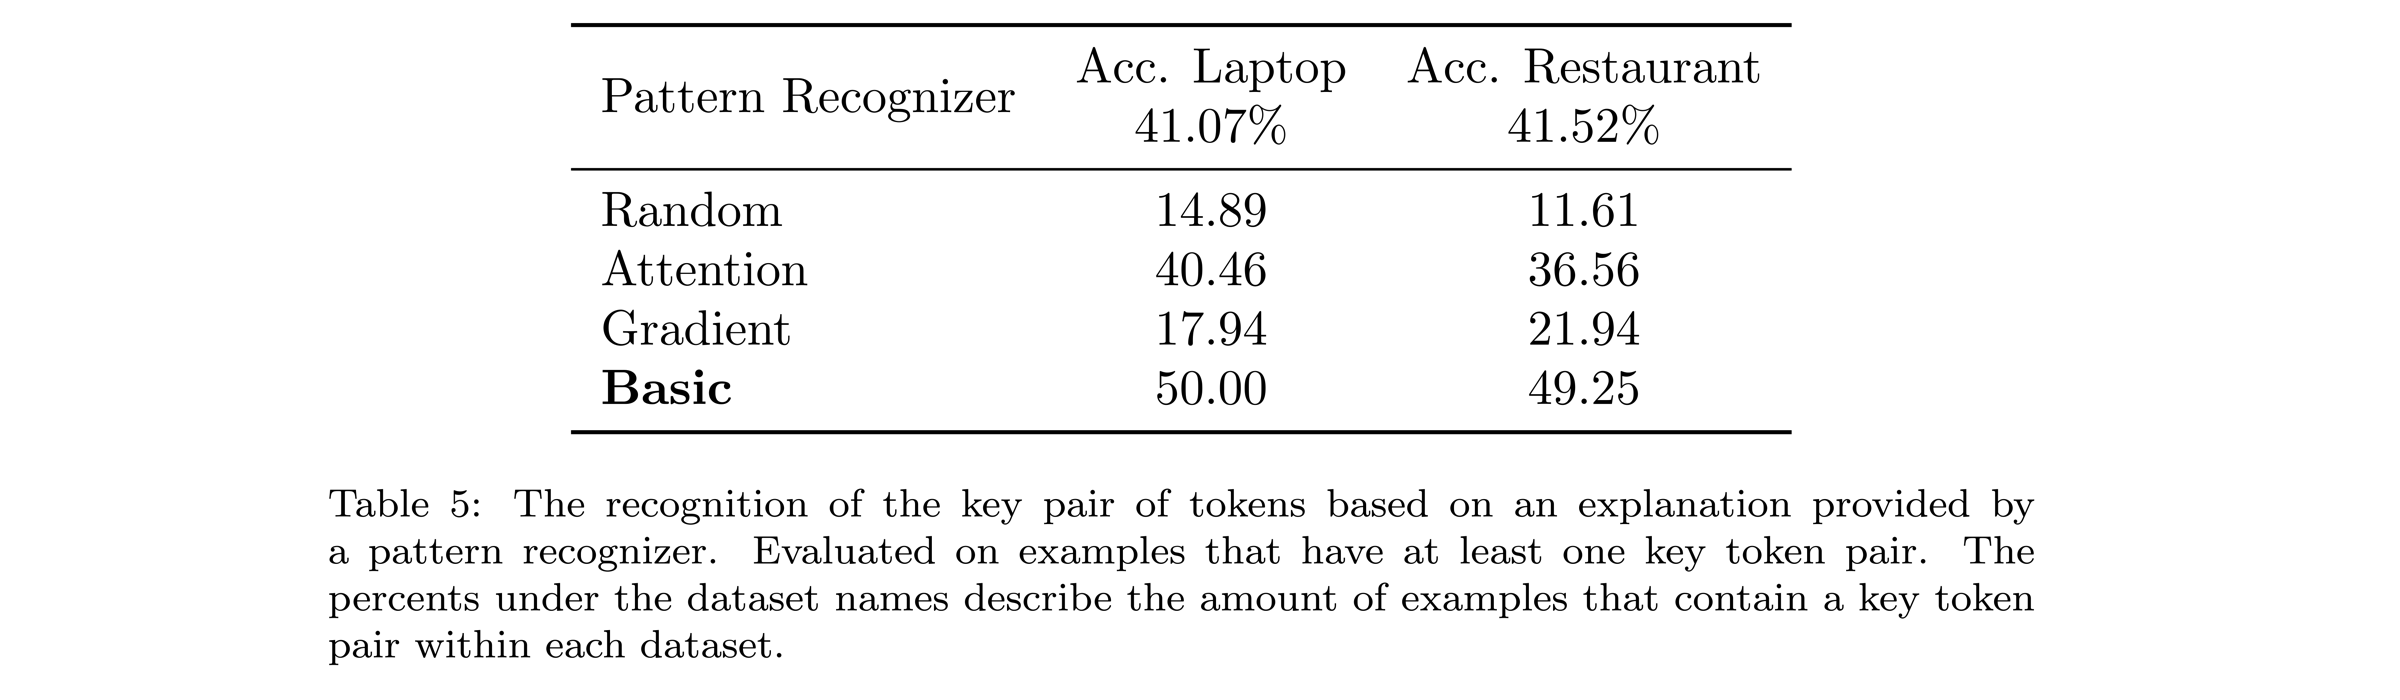 Pattern Recognizer Acc. Laptop Acc. Restaurant
41.07% 41.52%
Random 14.89 11.61
Attention 40.46 36.56
Gradient 17.94 21.94
Basic 50.00 49.25
Table 5: The recognition of the key pair of tokens based on an explanation provided by
a pattern recognizer. Evaluated on examples that have at least one key token pair. The
percents under the dataset names describe the amount of examples that contain a key token
pair within each dataset.